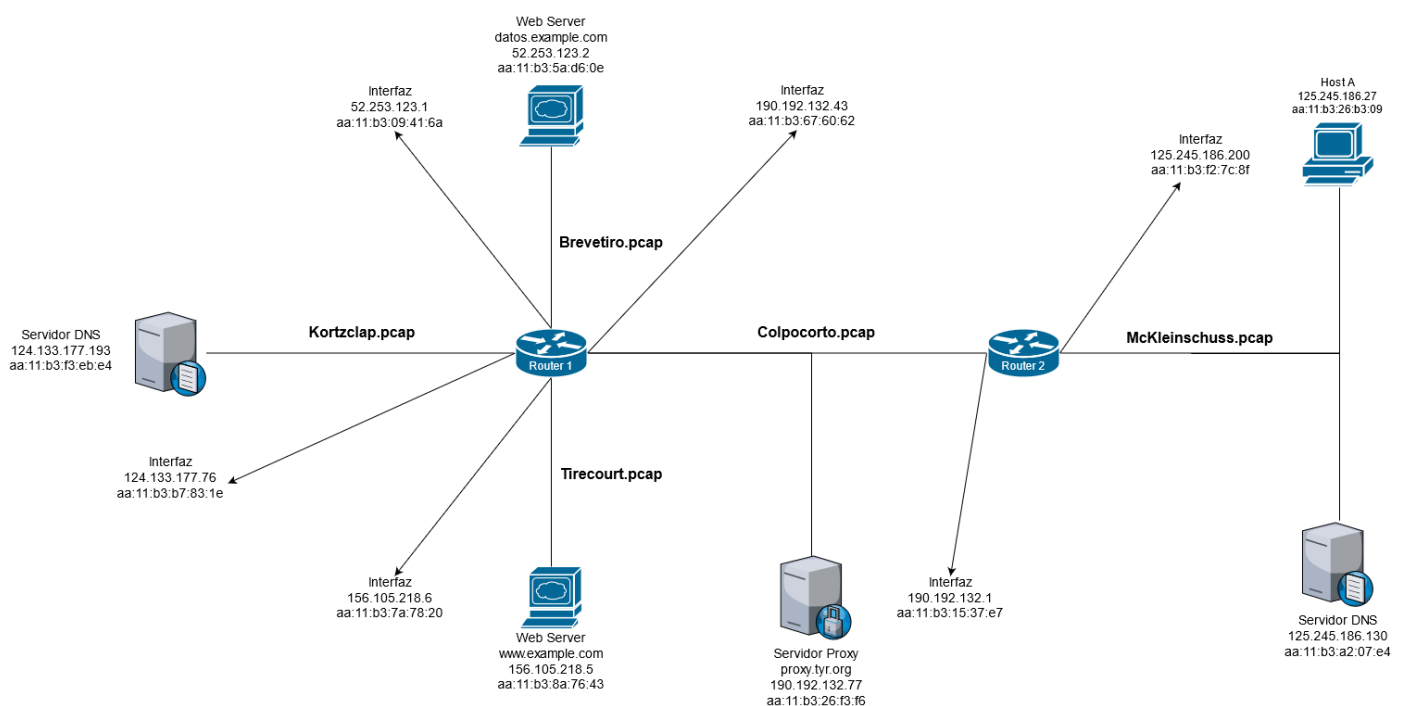 Web Server
datos.example.com
52.253.123.2
aa:11:b3:5a:d6:0e
Interfaz
52.253.123.1
aa:11:b3:09:41:6a
Interfaz
190.192.132.43
aa:11:b3:67:60:62
Host A
125.245.186.27
aa:11:b3:26:b3:09
Interfaz
125.245.186.200
aa:11:b3:f2:7c:8f
Brevetiro.pcap
Servidor DNS
124.133.177.193
aa:11:b3:f3:eb:e4
Kortzclap.pcap
Router 1
Colpocorto.pcap
Router 2
McKleinschuss.pcap
Interfaz
124.133.177.76
aa:11:b3:b7:83:1e
Tirecourt.pcap
Interfaz
156.105.218.6
aa:11:b3:7a:78:20
Web Server
www.example.com
156.105.218.5
aa:11:b3:8a:76:43
Servidor Proxy
proxy.tyr.org
190.192.132.77
aa:11:b3:26:f3:f6
Interfaz
190.192.132.1
aa:11:b3:15:37:e7
Servidor DNS
125.245.186.130
aa:11:b3:a2:07:e4